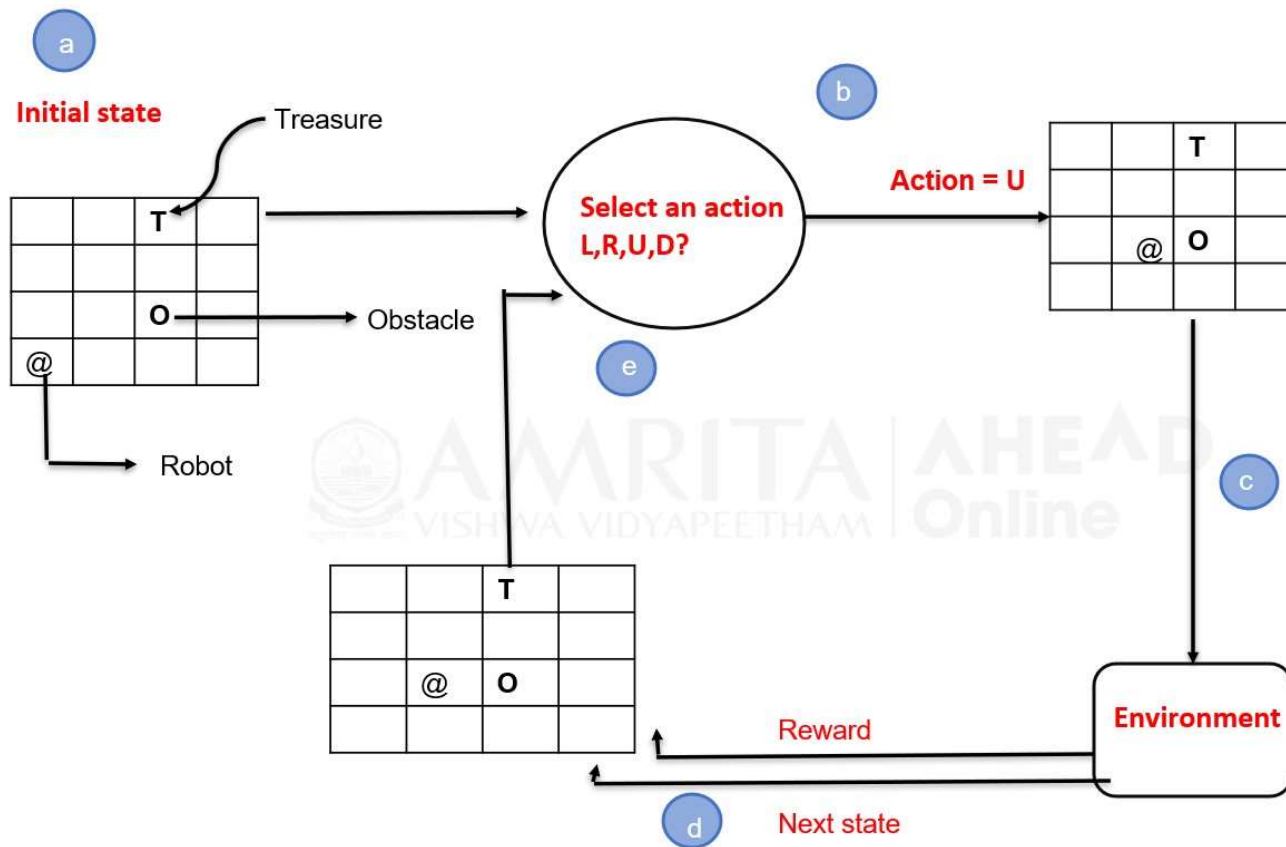 a
Initial state
Treasure
T
O
Obstacle
@
Robot
Select an action
L,R,U,D?
b
Action = U
T
@ O
c
e
AMRITA
VISHWA VIDYAPEETHAM
AHEAD
Online
T
@ O
Environment
Reward
d
Next state